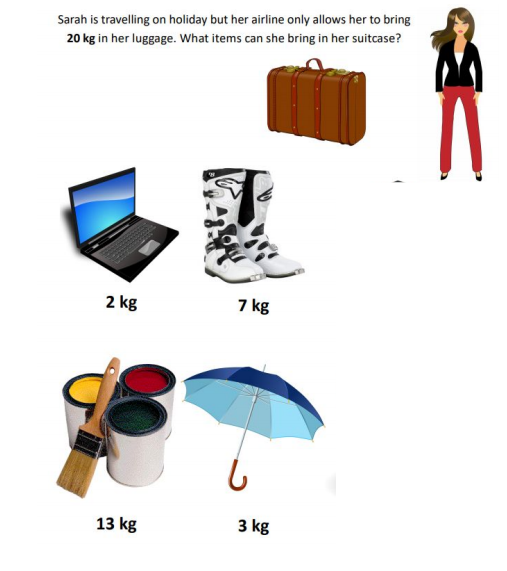 Sarah is travelling on holiday but her airline only allows her to bring
20 kg in her luggage. What items can she bring in her suitcase?
2 kg
7 kg
13 kg
3 kg